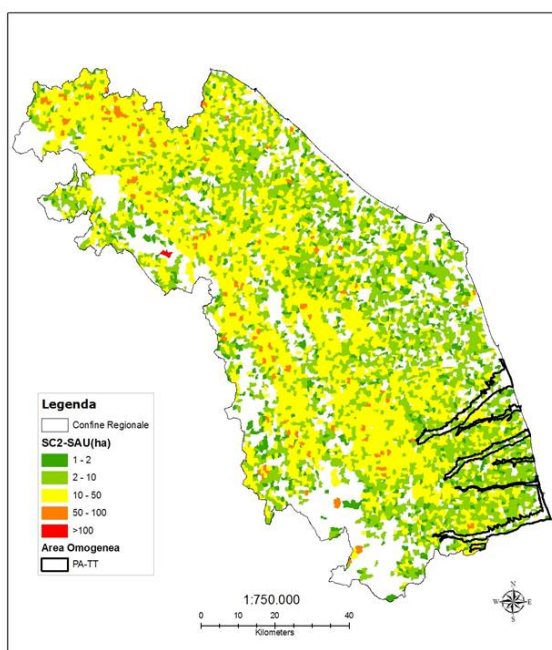 Legenda
Confine Regionale
SC2-SAU(ha)
1 - 2
2 - 10
10 - 50
50 - 100
>100
Area Omogenea
PA-TT
1:750.000
0 10 20 40
Kilometers
N
W E
S